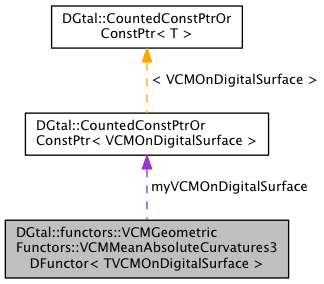 DGtal::CountedConstPtrOr
ConstPtr< T >
< VCMOnDigitalSurface >
DGtal::CountedConstPtrOr
ConstPtr< VCMOnDigitalSurface >
myVCMOnDigitalSurface
DGtal::functors::VCMGeometric
Functors::VCMMeanAbsoluteCurvatures3
DFunctor< TVCMOnDigitalSurface >